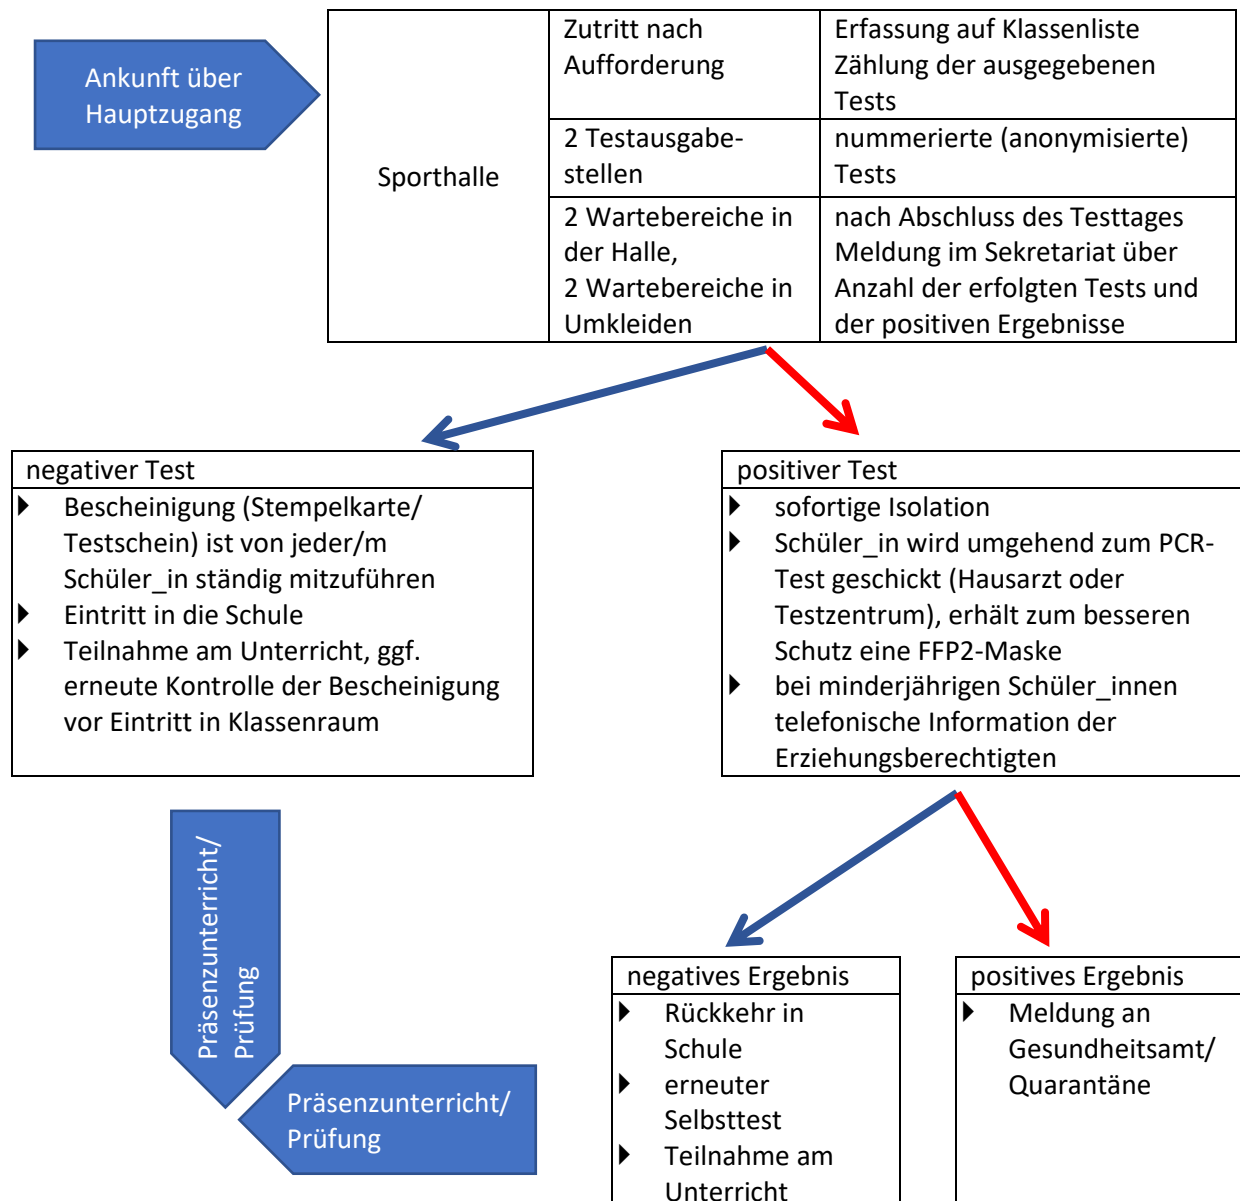 Ankunft über
Hauptzugang
Sporthalle
Zutritt nach
Aufforderung
Erfassung auf Klassenliste
Zählung der ausgegebenen
Tests
2 Testausgabe-
stellen
nummerierte (anonymisierte)
Tests
2 Wartebereiche in
der Halle,
2 Wartebereiche in
Umkleiden
nach Abschluss des Testtages
Meldung im Sekretariat über
Anzahl der erfolgten Tests und
der positiven Ergebnisse
negativer Test
Bescheinigung (Stempelkarte/
Testschein) ist von jeder/m
Schüler_in ständig mitzuführen
Eintritt in die Schule
Teilnahme am Unterricht, ggf.
erneute Kontrolle der Bescheinigung
vor Eintritt in Klassenraum
positiver Test
sofortige Isolation
Schüler_in wird umgehend zum PCR-
Test geschickt (Hausarzt oder
Testzentrum), erhält zum besseren
Schutz eine FFP2-Maske
bei minderjährigen Schüler_innen
telefonische Information der
Erziehungsberechtigten
Präsenzunterricht/
Prüfung
Präsenzunterricht/
Prüfung
negatives Ergebnis
Rückkehr in
Schule
erneuter
Selbsttest
Teilnahme am
Unterricht
positives Ergebnis
Meldung an
Gesundheitsamt/
Quarantäne